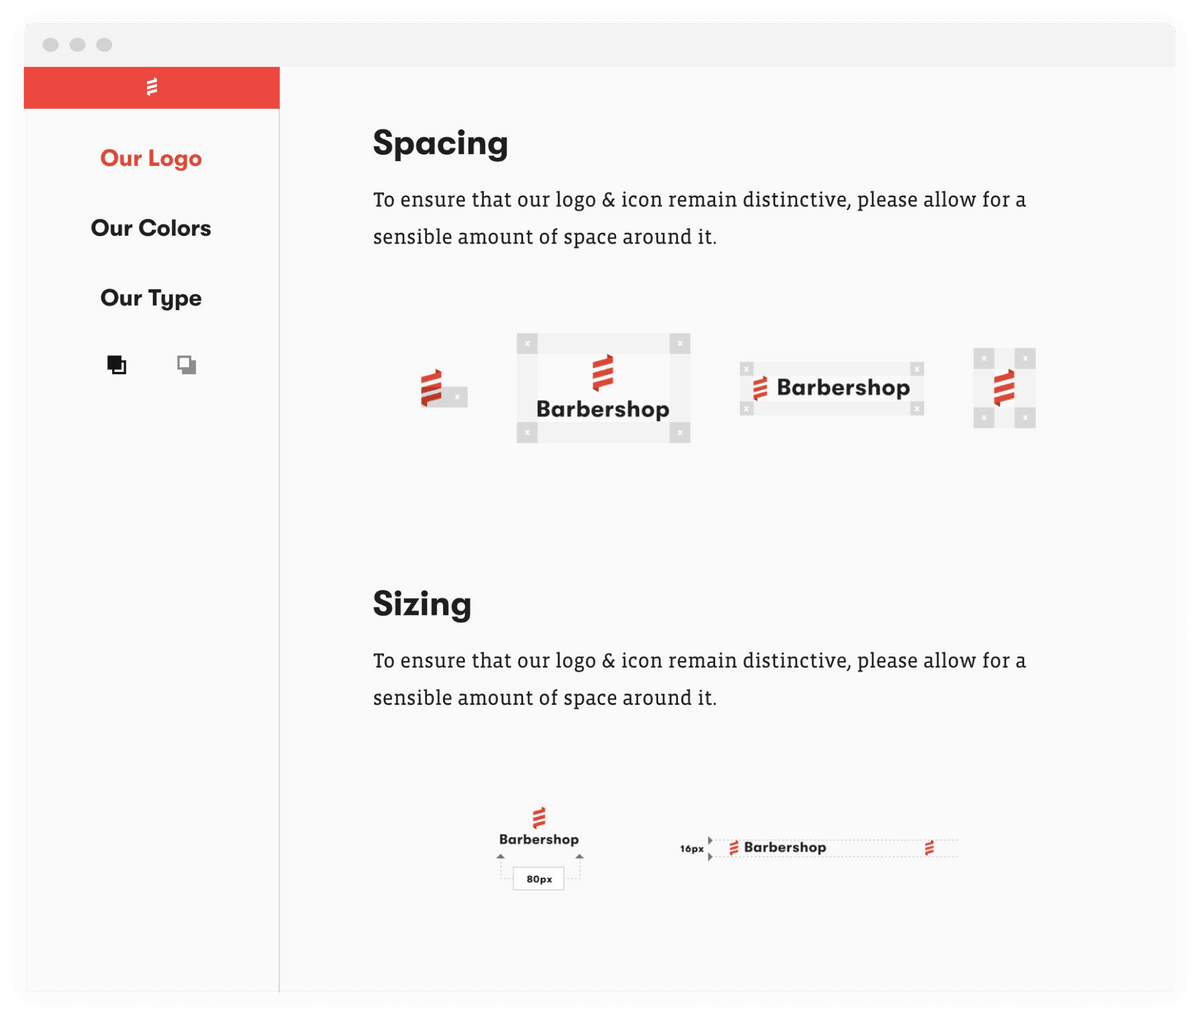 Our Logo
Our Colors
Our Type
Spacing
To ensure that our logo & icon remain distinctive, please allow for a
sensible amount of space around it.
x
x x
Barbershop
x x
x x
Barbershop
x x
x x
x x
Sizing
To ensure that our logo & icon remain distinctive, please allow for a
sensible amount of space around it.
Barbershop
80px
16px
Barbershop